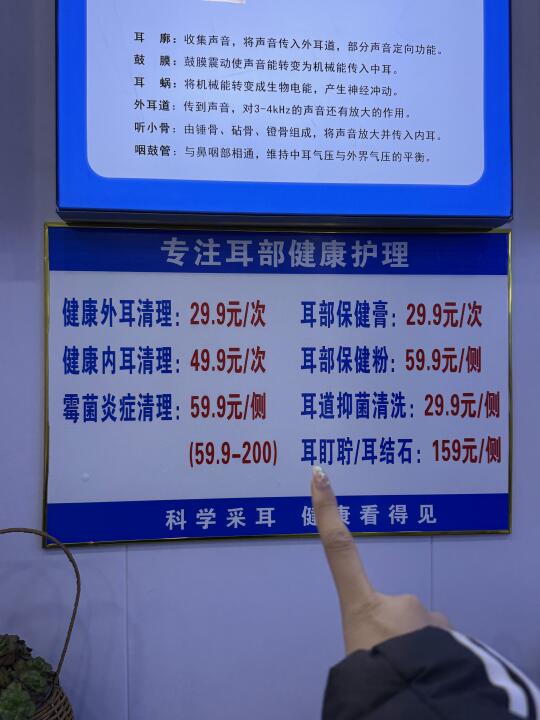 耳　廓：收集声音，将声音传入外耳道，部分声音定向功能。
鼓　膜：鼓膜震动使声音能转变为机械能传入中耳。
耳　蜗：将机械能转变成生物电能，产生神经冲动。
外耳道：传到声音，对3-4kHz的声音还有放大的作用。
听小骨：由锤骨、砧骨、镫骨组成，将声音放大并传入内耳。
咽鼓管：与鼻咽部相通，维持中耳气压与外界气压的平衡。
专注耳部健康护理
健康外耳清理：29.9元/次
健康内耳清理：49.9元/次
霉菌炎症清理：59.9元/侧
(59.9-200)
耳部保健膏：29.9元/次
耳部保健粉：59.9元/侧
耳道抑菌清洗：29.9元/侧
耳盯聍/耳结石：159元/侧
科学采耳 健康看得见